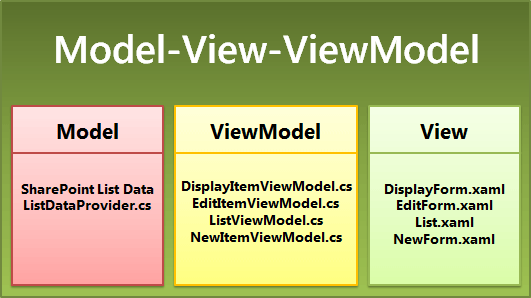 Model-View-ViewModel
Model
SharePoint List Data
ListDataProvider.cs
ViewModel
DisplayItemViewModel.cs
EditItemViewModel.cs
ListViewModel.cs
NewItemViewModel.cs
View
DisplayForm.xaml
EditForm.xaml
List.xaml
NewForm.xaml